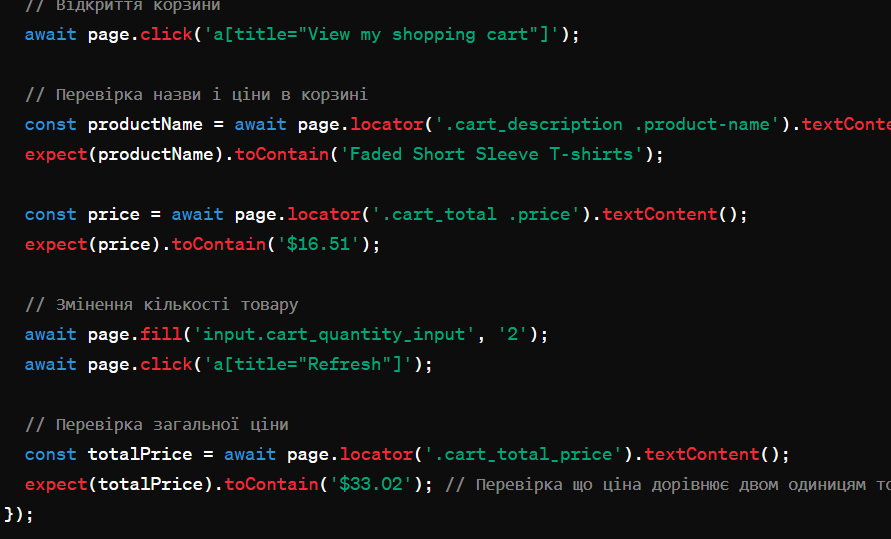 // Відкриття корзини
await page.click('a[title="View my shopping cart"]');
// Перевірка назви і ціни в корзині
const productName = await page.locator('.cart_description .product-name').textConte
expect(productName).toContain('Faded Short Sleeve T-shirts');
const price = await page.locator('.cart_total .price').textContent();
expect(price).toContain('$16.51');
// Змінення кількості товару
await page.fill('input.cart_quantity_input', '2');
await page.click('a[title="Refresh"]');
// Перевірка загальної ціни
const totalPrice = await page.locator('.cart_total_price').textContent();
expect(totalPrice).toContain('$33.02'); // Перевірка що ціна дорівнює двом одиницям то
});